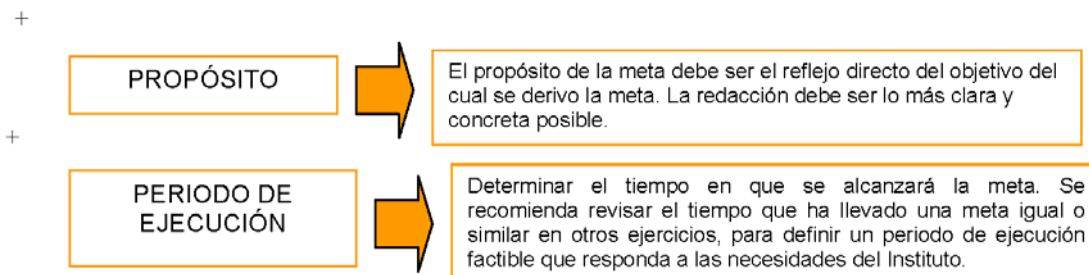 PROPÓSITO
El propósito de la meta debe ser el reflejo directo del objetivo del
cual se derivo la meta. La redacción debe ser lo más clara y
concreta posible.
PERIODO DE
EJECUCIÓN
Determinar el tiempo en que se alcanzará la meta. Se
recomienda revisar el tiempo que ha llevado una meta igual o
similar en otros ejercicios, para definir un periodo de ejecución
factible que responda a las necesidades del Instituto.